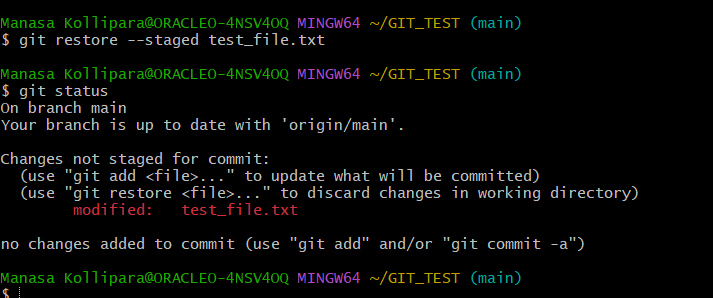 Manasa Kollipara@ORACLEO-4NSV4OQ MINGW64 ~/GIT_TEST (main)
$ git restore --staged test_file.txt
Manasa Kollipara@ORACLEO-4NSV4OQ MINGW64 ~/GIT_TEST (main)
$ git status
On branch main
Your branch is up to date with 'origin/main'.
Changes not staged for commit:
  (use "git add <file>..." to update what will be committed)
  (use "git restore <file>..." to discard changes in working directory)
        modified:   test_file.txt
no changes added to commit (use "git add" and/or "git commit -a")
Manasa Kollipara@ORACLEO-4NSV4OQ MINGW64 ~/GIT_TEST (main)
$